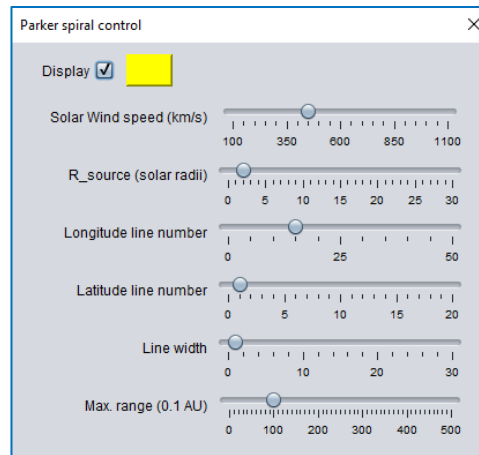 Parker spiral control
Display
Solar Wind speed (km/s)
100 350 600 850 1100
R_source (solar radii)
0 5 10 15 20 25 30
Longitude line number
0 25 50
Latitude line number
0 5 10 15 20
Line width
0 10 20 30
Max. range (0.1 AU)
0 100 200 300 400 500